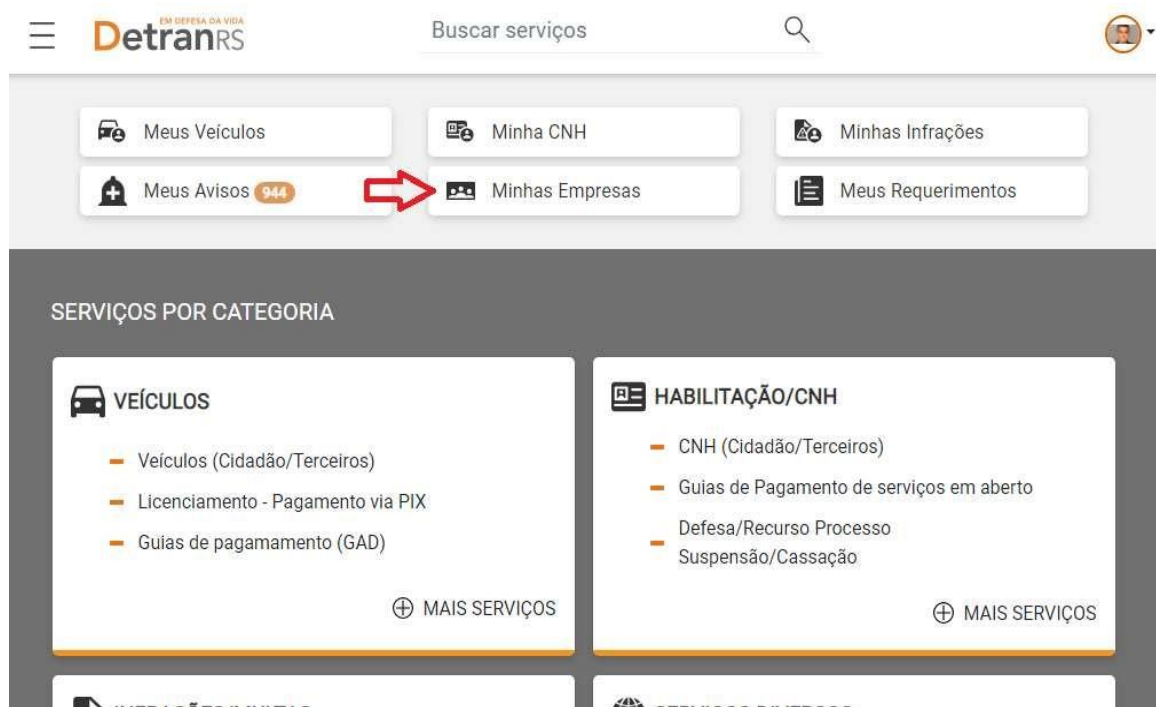 EM DEFESA DA VIDA
DetranRS
Buscar serviços
Meus Veículos
Minha CNH
Minhas Infrações
Meus Avisos 944
Minhas Empresas
Meus Requerimentos
SERVIÇOS POR CATEGORIA
VEÍCULOS
Veículos (Cidadão/Terceiros)
Licenciamento - Pagamento via PIX
Guias de pagamamento (GAD)
MAIS SERVIÇOS
HABILITAÇÃO/CNH
CNH (Cidadão/Terceiros)
Guias de Pagamento de serviços em aberto
Defesa/Recurso Processo
Suspensão/Cassação
MAIS SERVIÇOS